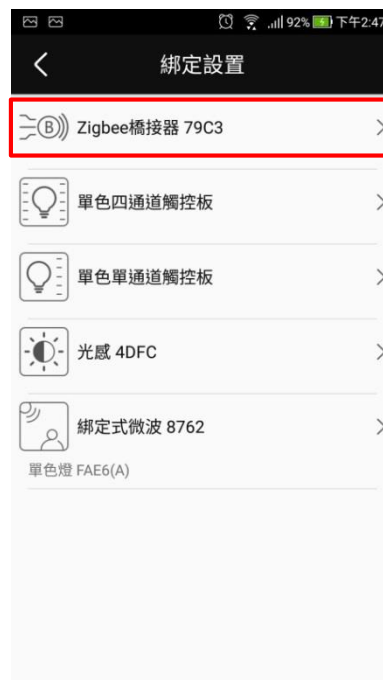 92% 下午2:47
綁定設置
B Zigbee橋接器 79C3
單色四通道觸控板
單色單通道觸控板
光感 4DFC
綁定式微波 8762
單色燈 FAE6(A)